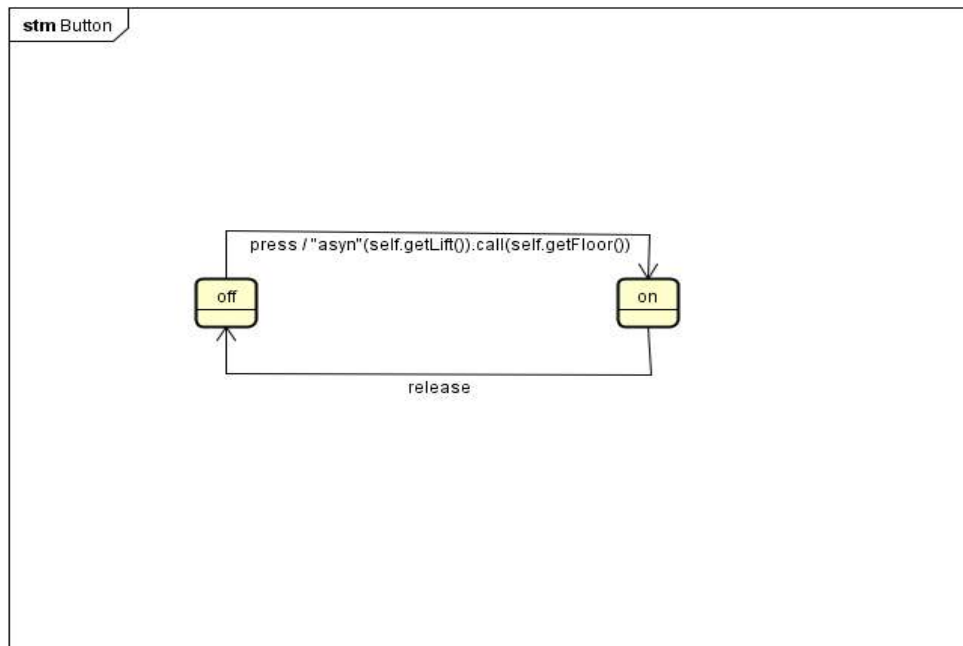 stm Button
press / "asyn"(self.getLift()).call(self.getFloor())
off
on
release